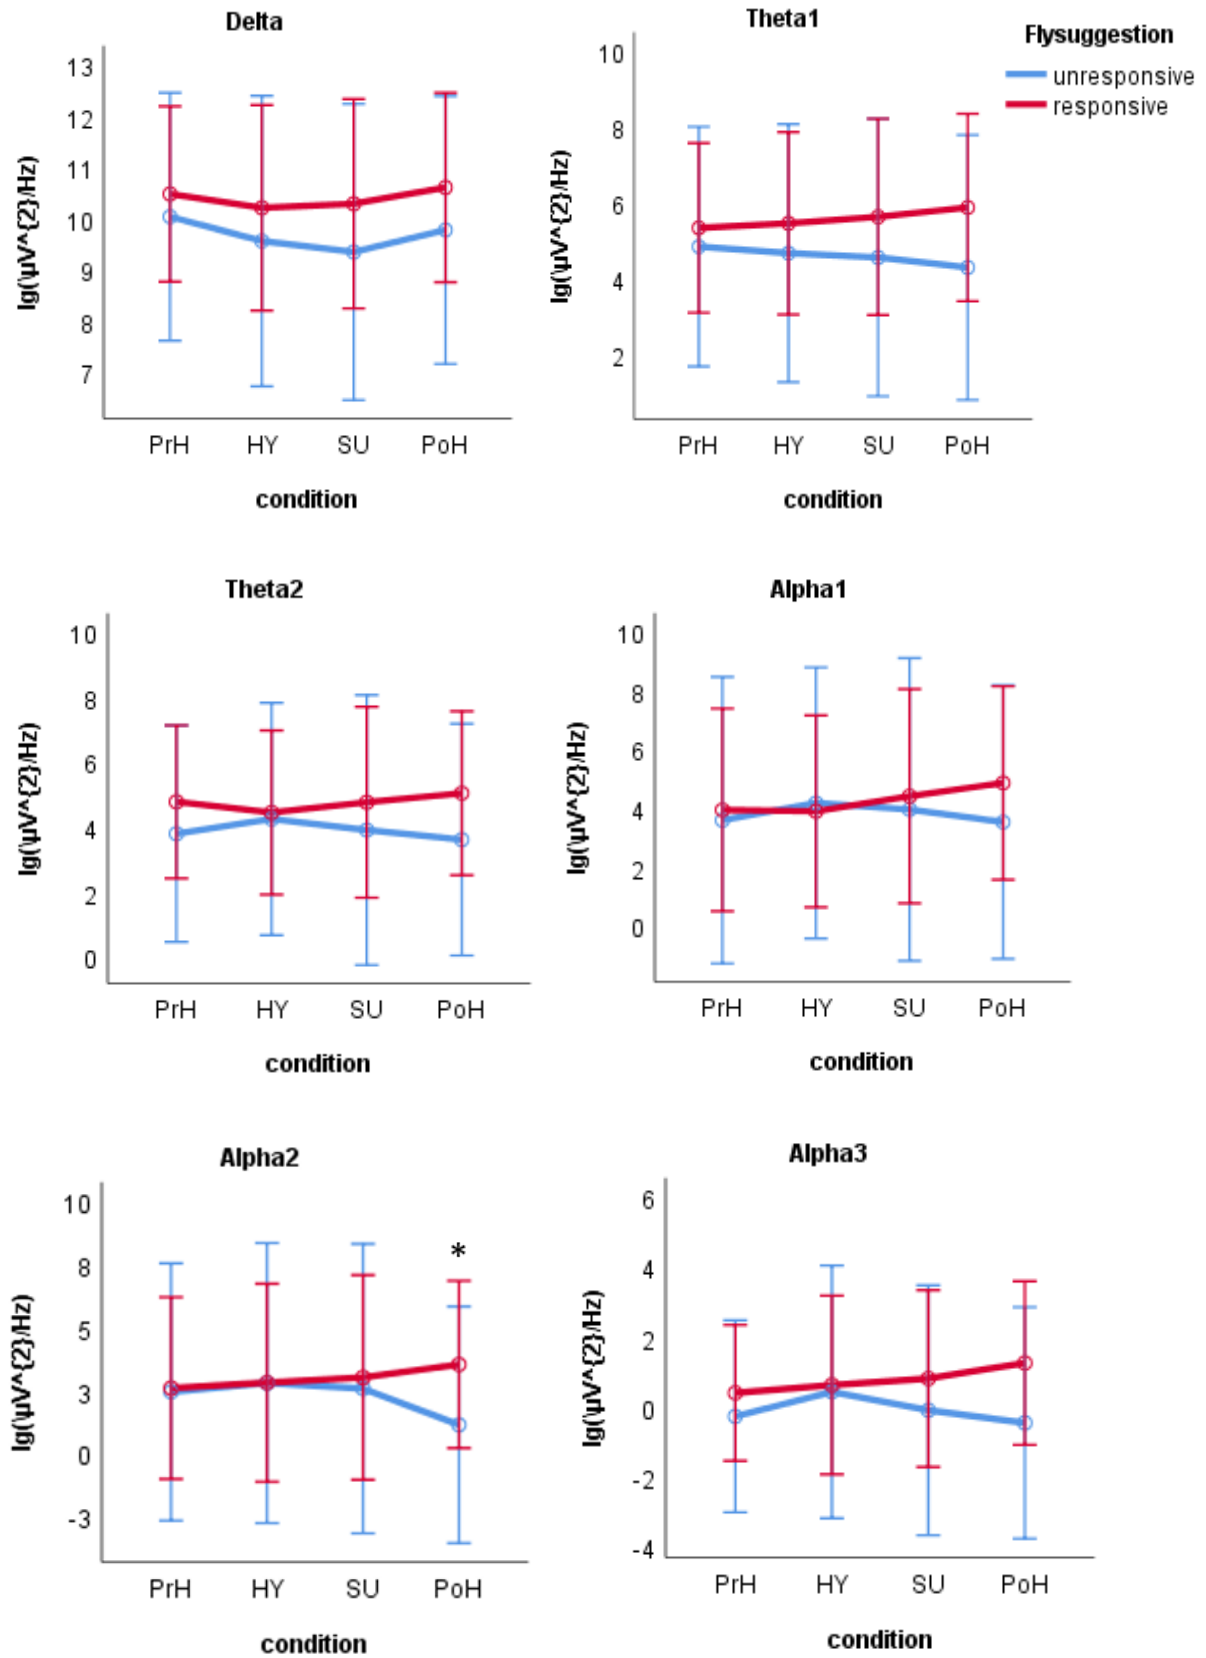 Delta
13
12
11
10
9
8
7
lg(\µV^{2}/Hz)
PrH HY SU PoH
condition
Theta1
10
8
6
4
2
lg(\µV^{2}/Hz)
PrH HY SU PoH
condition
Flysuggestion
unresponsive
responsive
Theta2
10
8
6
4
2
0
lg(\µV^{2}/Hz)
PrH HY SU PoH
condition
Alpha1
10
8
6
4
2
0
lg(\µV^{2}/Hz)
PrH HY SU PoH
condition
Alpha2
10
8
5
3
0
-3
lg(\µV^{2}/Hz)
*
PrH HY SU PoH
condition
Alpha3
6
4
2
0
-2
-4
lg(\µV^{2}/Hz)
PrH HY SU PoH
condition